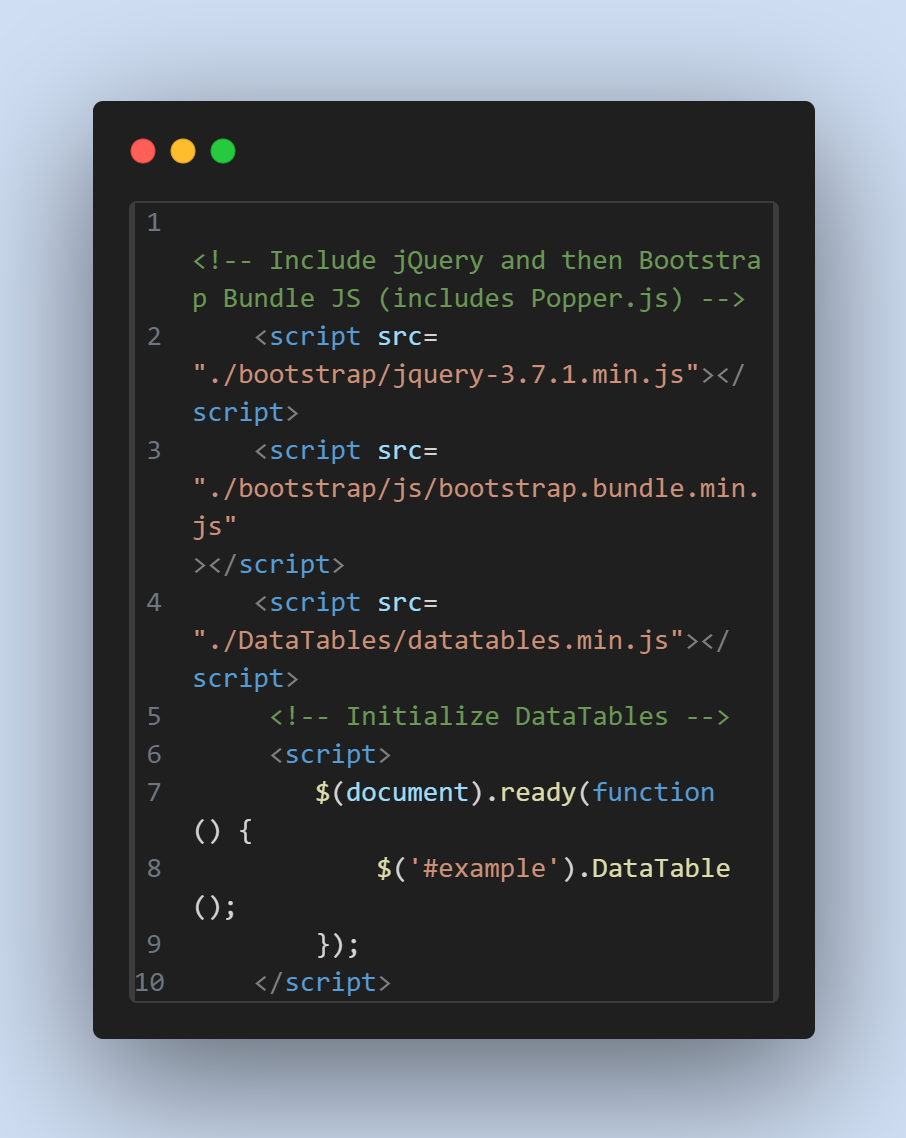 1
<!-- Include jQuery and then Bootstra
p Bundle JS (includes Popper.js) -->
2    <script src=
"./bootstrap/jquery-3.7.1.min.js"></
script>
3    <script src=
"./bootstrap/js/bootstrap.bundle.min.
js"
></script>
4    <script src=
"./DataTables/datatables.min.js"></
script>
5     <!-- Initialize DataTables -->
6     <script>
7        $(document).ready(function
() {
8            $('#example').DataTable
();
9        });
10    </script>